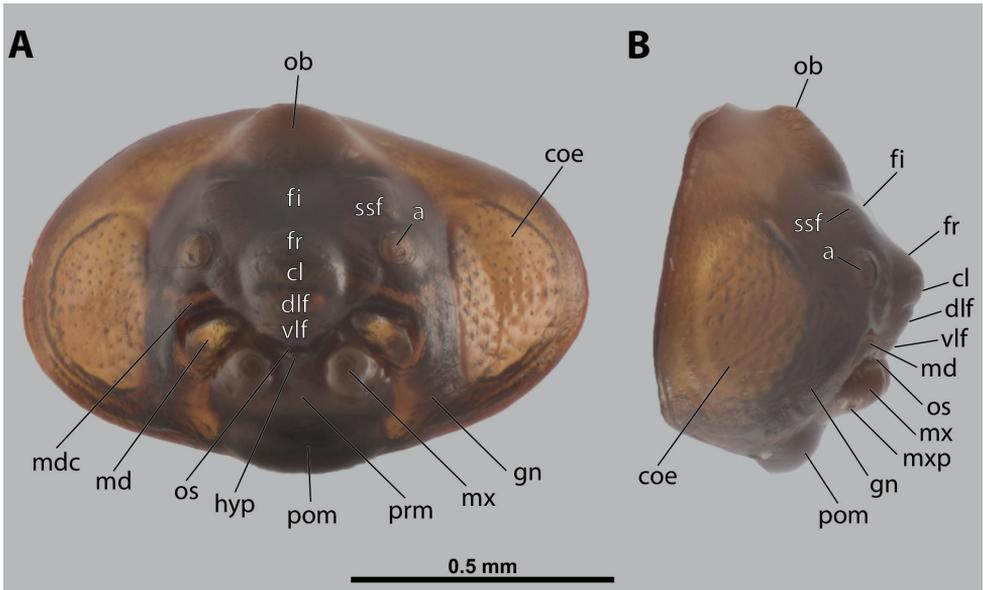 A
B
ob
ob
coe
fi
fi
ssf
a
ssf
fr
fr
a
cl
cl
dlf
dlf
vlf
vlf
md
os
mx
mxp
mdc
md
os
hyp
pom
prm
mx
gn
coe
gn
pom
0.5 mm